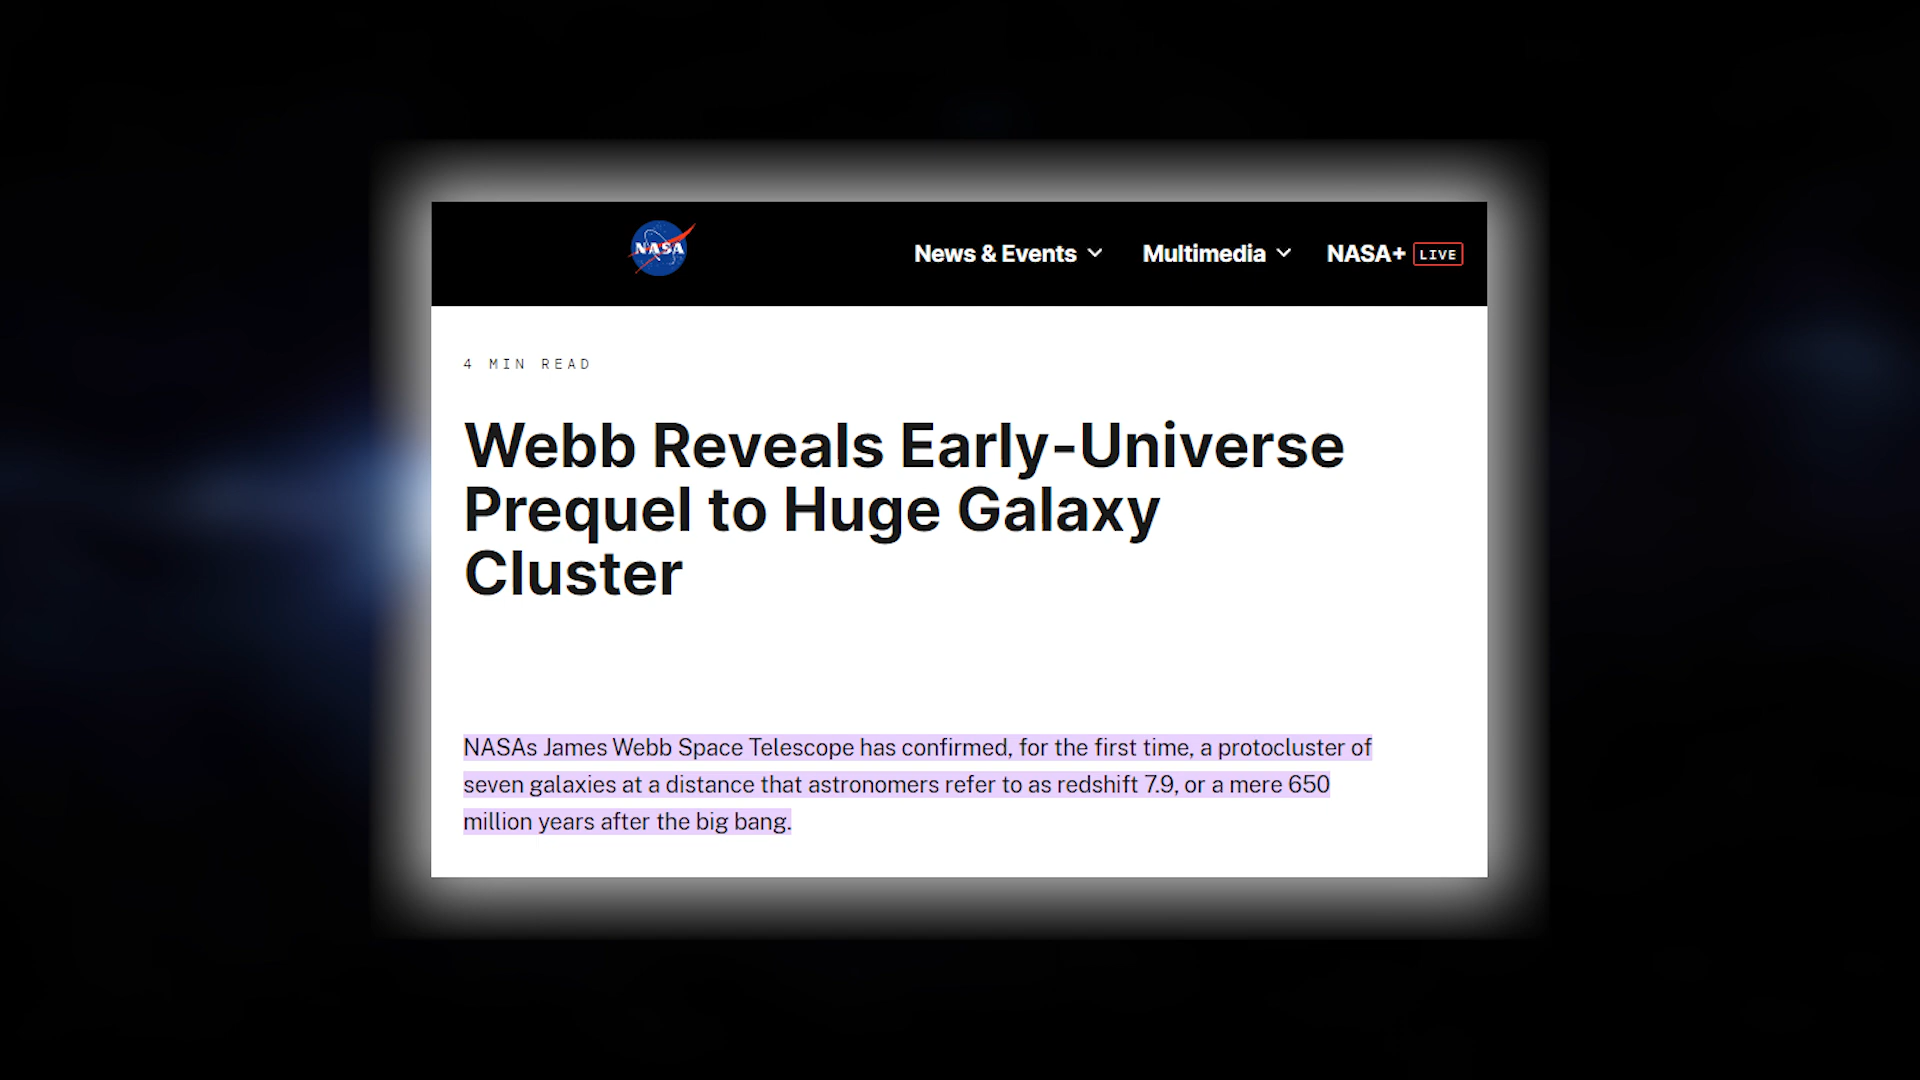 NASA
News & Events
Multimedia
NASA+ LIVE
4 MIN READ
Webb Reveals Early-Universe
Prequel to Huge Galaxy
Cluster
NASAs James Webb Space Telescope has confirmed, for the first time, a protocluster of
seven galaxies at a distance that astronomers refer to as redshift 7.9, or a mere 650
million years after the big bang.